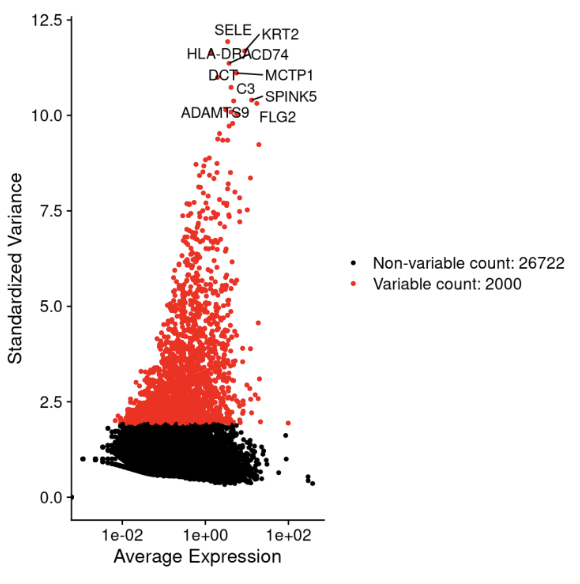 12.5
10.0
7.5
5.0
2.5
0.0
Standardized Variance
SELE
KRT2
HLA-DRA
CD74
DCT
MCTP1
C3
SPINK5
ADAMTS9
FLG2
Non-variable count: 26722
Variable count: 2000
1e-02 1e+00 1e+02
Average Expression